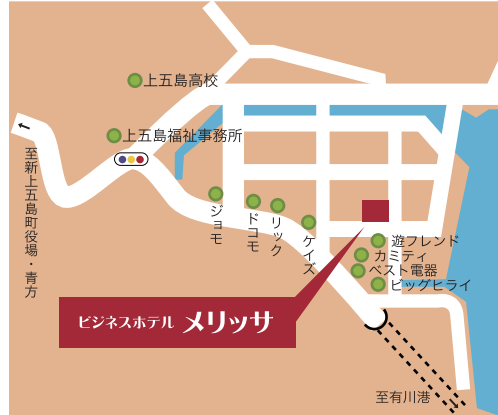 上五島高校
上五島福祉事務所
至新上五島町役場・青方
ジョモ
ドコモ
リック
ケイズ
遊フレンド
カミティ
ベスト電器
ビッグヒライ
ビジネスホテル メリッサ
至有川港